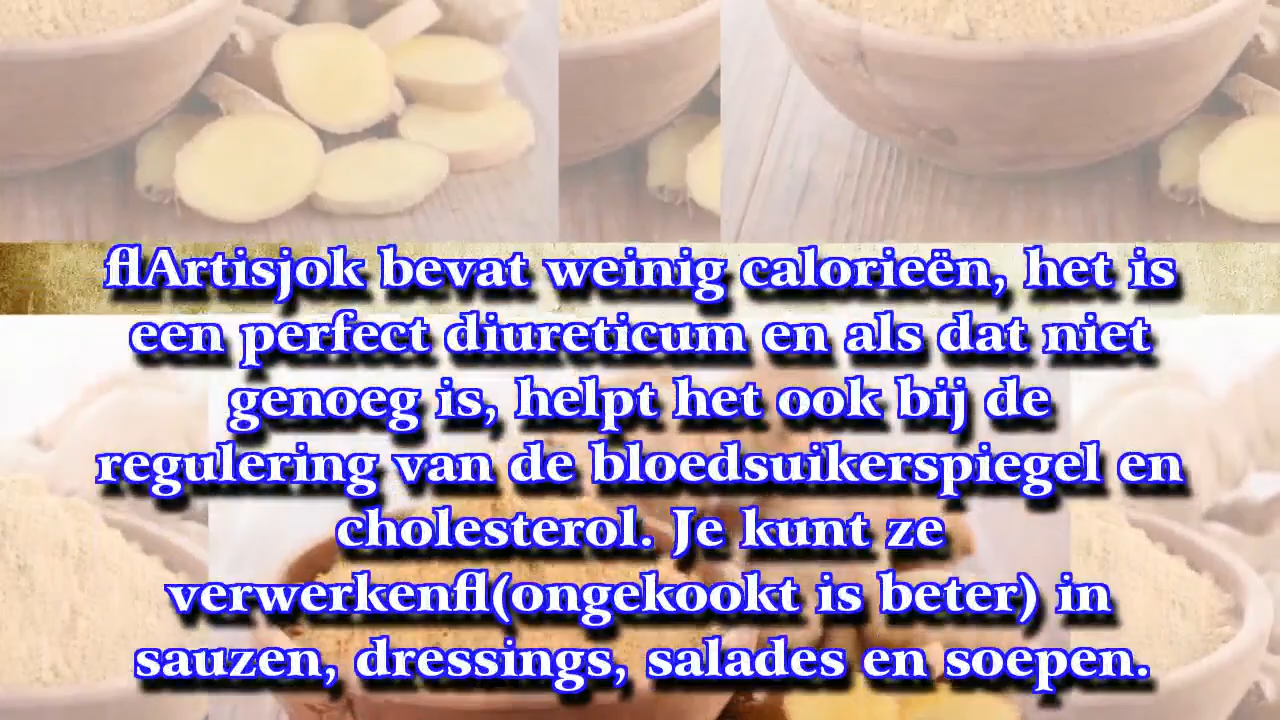 flArtisjok bevat weinig calorieën, het is
een perfect diureticum en als dat niet
genoeg is, helpt het ook bij de
regulering van de bloedsuikerspiegel en
cholesterol. Je kunt ze
verwerkenfl(ongekookt is beter) in
sauzen, dressings, salades en soepen.